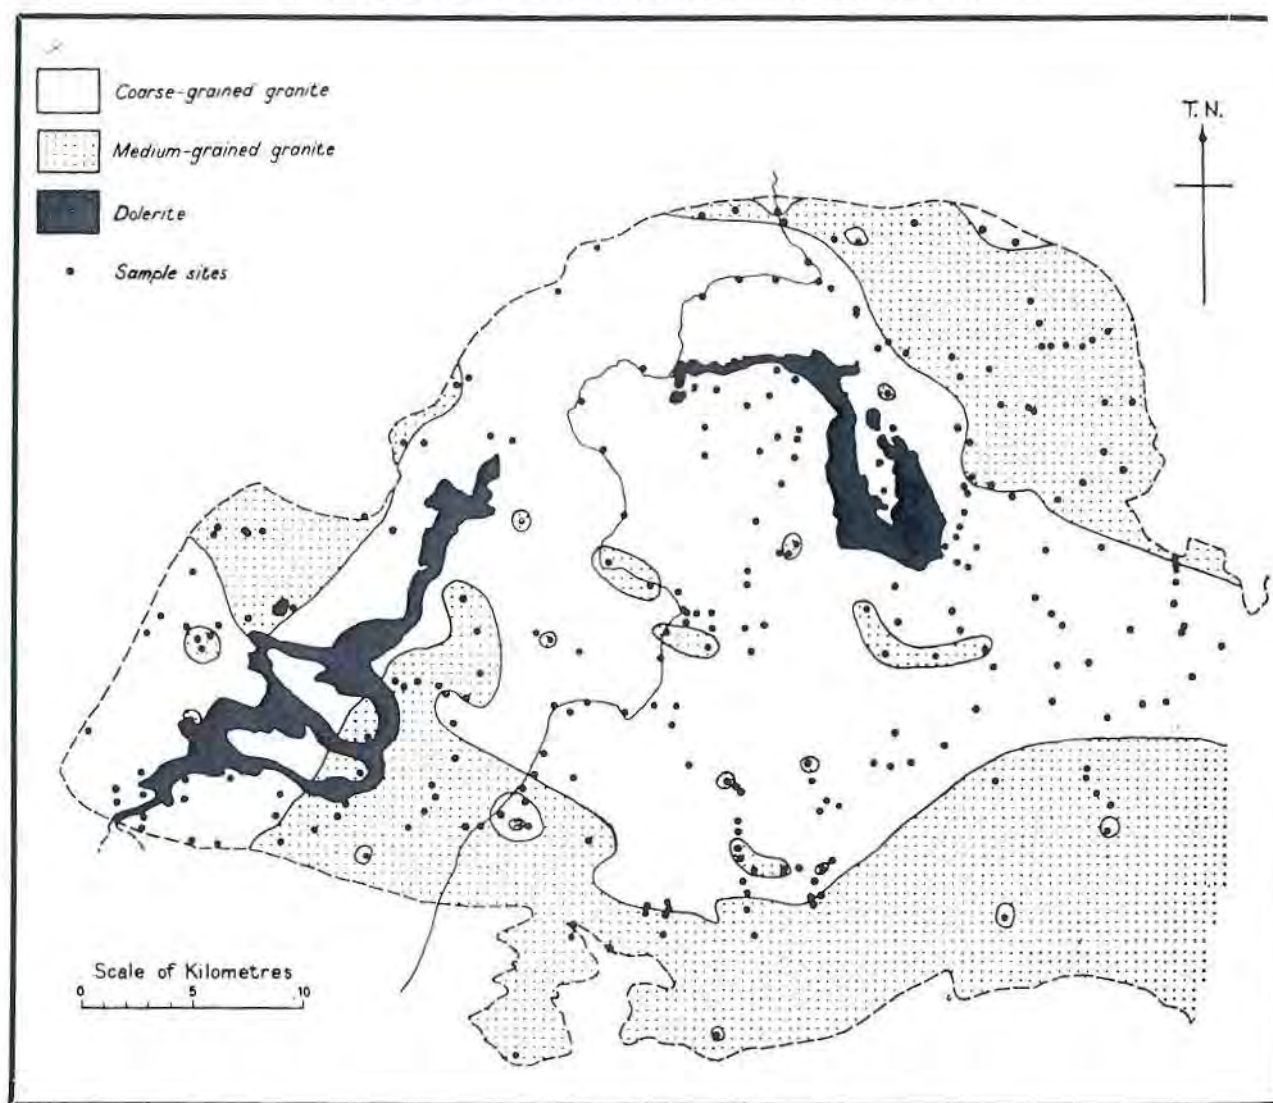 Coarse-grained granite
T. N.
Medium-grained granite
Dolerite
Sample sites
Scale of Kilometres
0 5 10